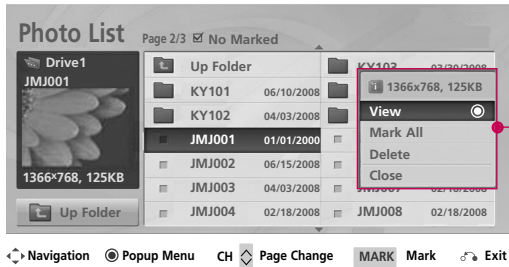 Photo List Page 2/3 No Marked
Drive1
JMJ001
1366x768, 125KB
Up Folder
Up Folder
KY101 06/10/2008
KY102 04/03/2008
JMJ001 01/01/2000
JMJ002 06/15/2008
JMJ003 04/03/2008
JMJ004 02/18/2008
KY103 03/30/2008
1366x768, 125KB
View
Mark All
Delete
Close
JMJ007 02/18/2008
JMJ008 02/18/2008
Navigation Popup Menu CH Page Change MARK Mark Exit